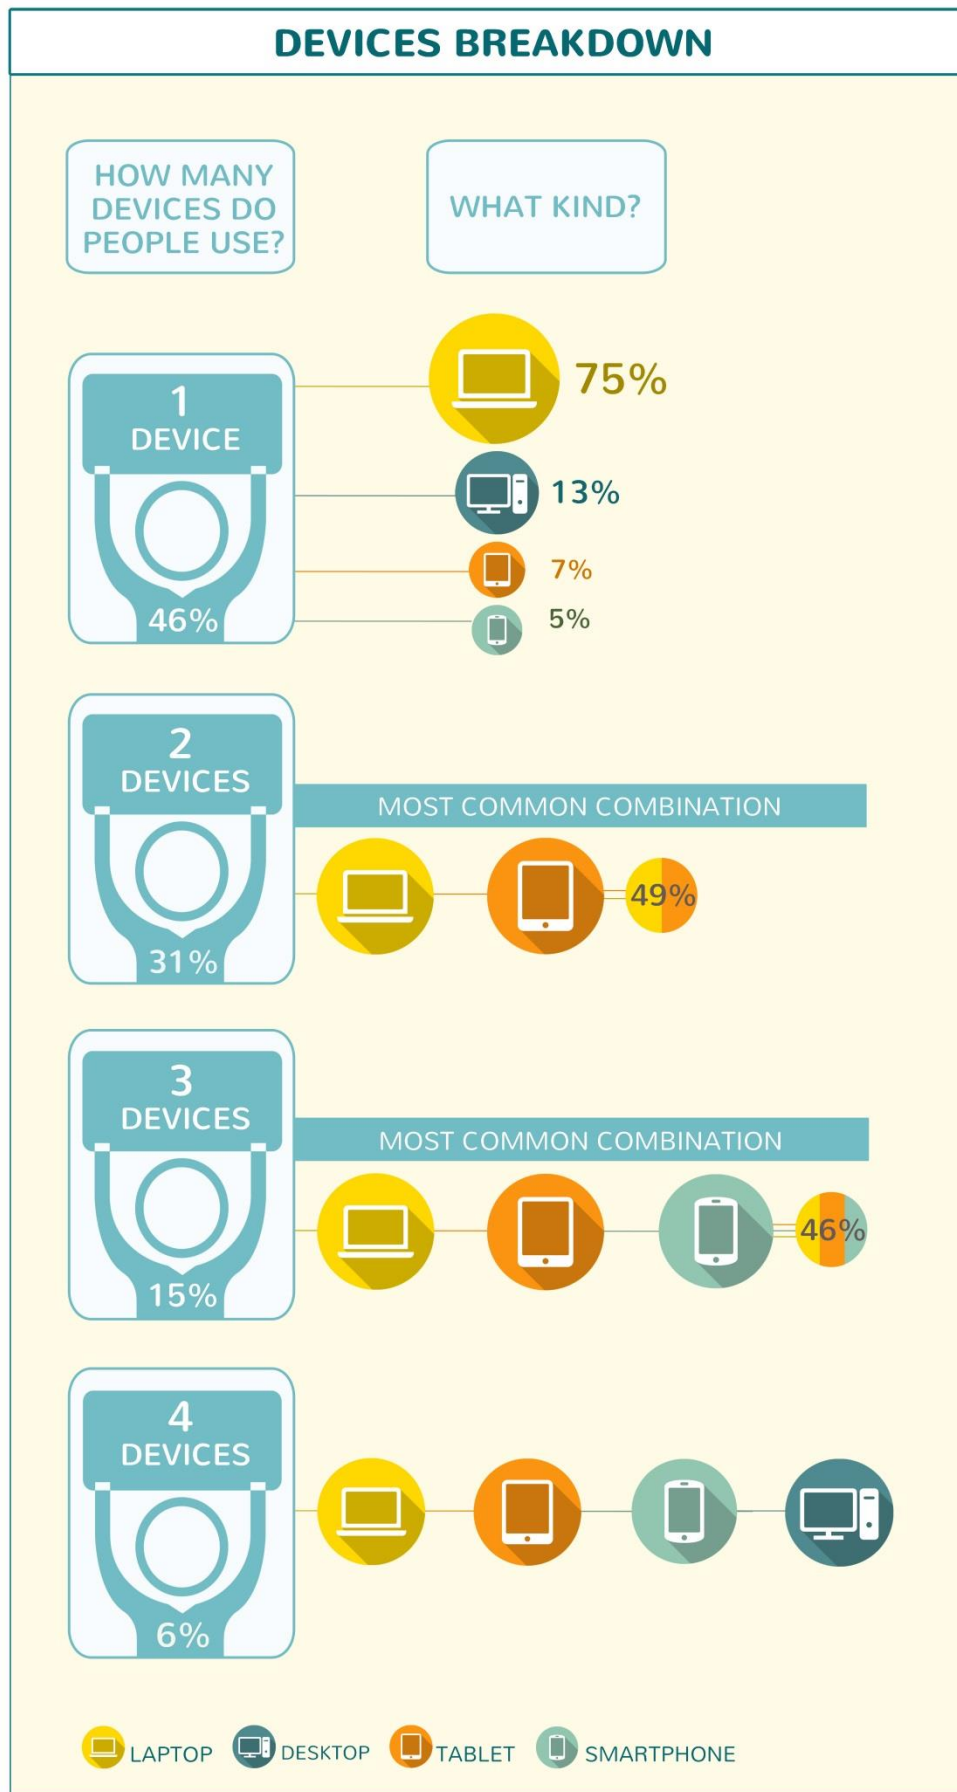 DEVICES BREAKDOWN
HOW MANY
DEVICES DO
PEOPLE USE?
WHAT KIND?
1
DEVICE
46%
75%
13%
7%
5%
2
DEVICES
31%
MOST COMMON COMBINATION
49%
3
DEVICES
15%
MOST COMMON COMBINATION
46%
4
DEVICES
6%
LAPTOP DESKTOP TABLET SMARTPHONE